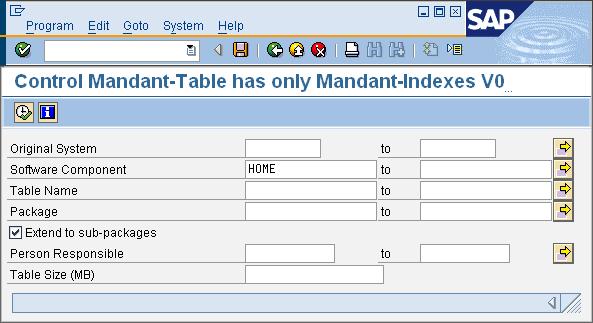 Program Edit Goto System Help
SAP
Control Mandant-Table has only Mandant-Indexes V0...
Original System to
Software Component HOME to
Table Name to
Package to
Extend to sub-packages
Person Responsible to
Table Size (MB)